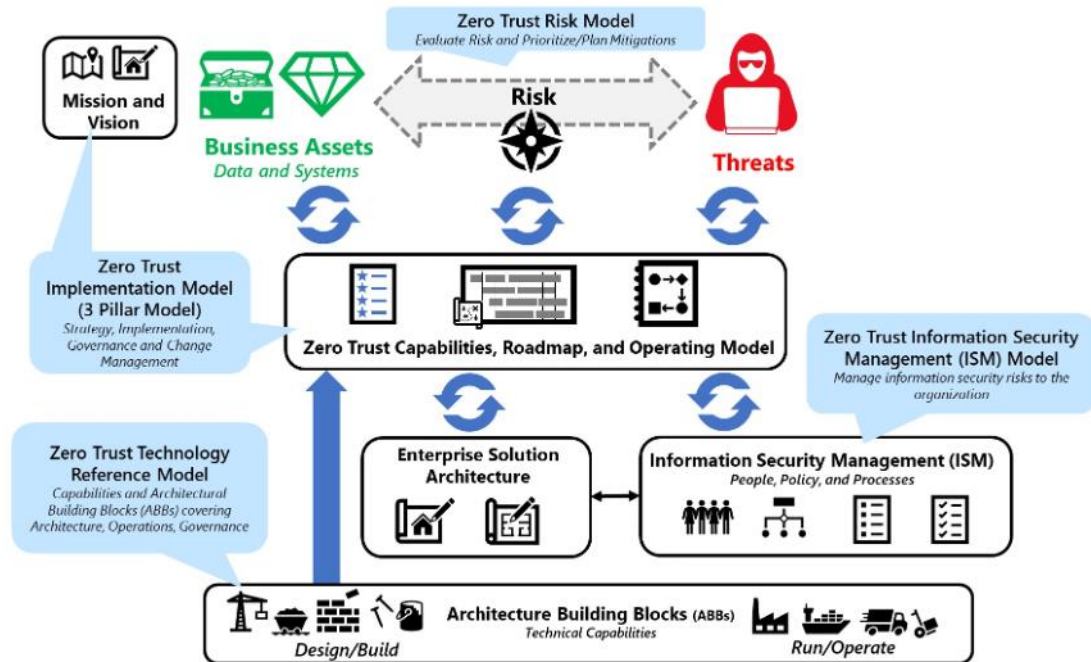 Zero Trust Risk Model
Evaluate Risk and Prioritize/Plan Mitigations
Mission and
Vision
Risk
Business Assets
Data and Systems
Threats
Zero Trust
Implementation Model
(3 Pillar Model)
Strategy, Implementation,
Governance and Change
Management
Zero Trust Capabilities, Roadmap, and Operating Model
Zero Trust Information Security
Management (ISM) Model
Manage information security risks to the
organization
Zero Trust Technology
Reference Model
Capabilities and Architectural
Building Blocks (ABBs) covering
Architecture, Operations, Governance
Enterprise Solution
Architecture
Information Security Management (ISM)
People, Policy, and Processes
Architecture Building Blocks (ABBs)
Technical Capabilities
Design/Build
Run/Operate